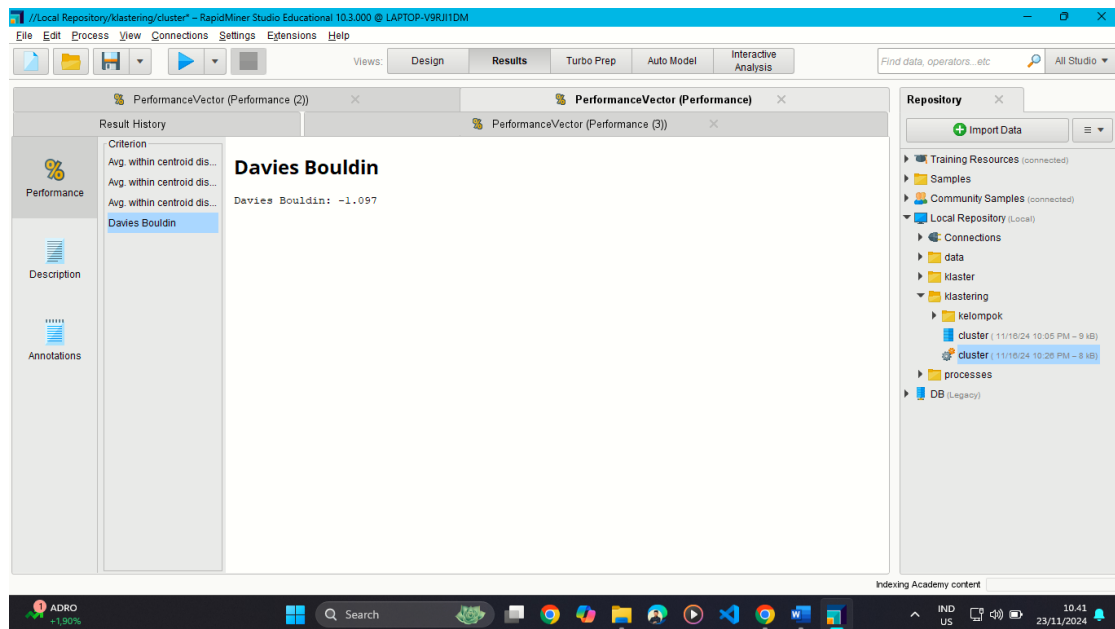 //Local Repository/klastering/cluster* – RapidMiner Studio Educational 10.3.000 @ LAPTOP-V9RJI1DM
File Edit Process View Connections Settings Extensions Help
Views: Design Results Turbo Prep Auto Model Interactive Analysis
Find data, operators...etc All Studio
PerformanceVector (Performance (2)) PerformanceVector (Performance)
Result History PerformanceVector (Performance (3))
Performance
Description
Annotations
Criterion
Avg. within centroid dis...
Avg. within centroid dis...
Avg. within centroid dis...
Davies Bouldin
Davies Bouldin
Davies Bouldin: -1.097
Repository
Import Data
Training Resources (connected)
Samples
Community Samples (connected)
Local Repository (Local)
Connections
data
klaster
klastering
kelompok
cluster (11/16/24 10:05 PM – 9 kB)
cluster (11/16/24 10:26 PM – 8 kB)
processes
DB (Legacy)
Indexing Academy content
1
ADRO
+1,90%
Search
IND
US
10.41
23/11/2024